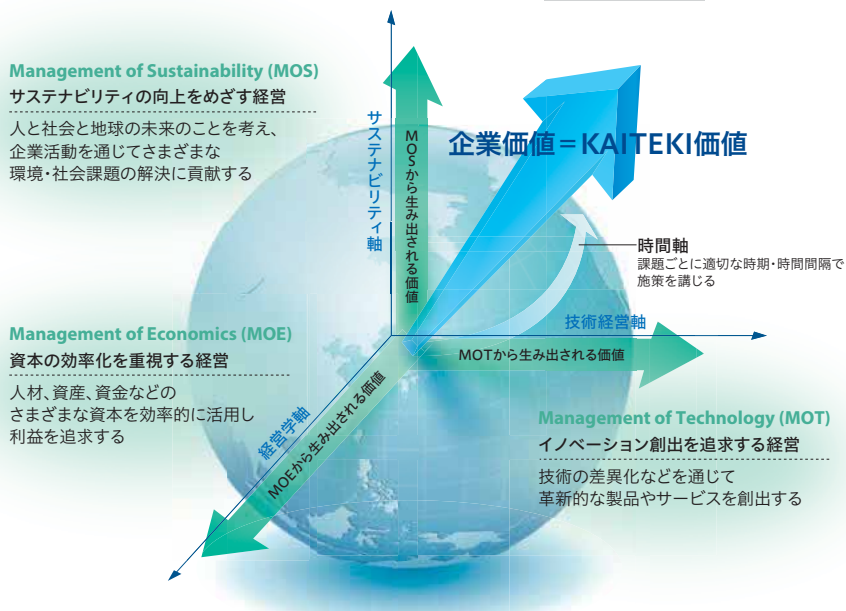 Management of Sustainability (MOS)
サステナビリティの向上をめざす経営
人と社会と地球の未来のことを考え、
企業活動を通じてさまざまな
環境・社会課題の解決に貢献する
サステナビリティ軸
MOSから生み出される価値
企業価値＝KAITEKI価値
時間軸
課題ごとに適切な時期・時間間隔で
施策を講じる
Management of Economics (MOE)
資本の効率化を重視する経営
人材、資産、資金などの
さまざまな資本を効率的に活用し
利益を追求する
経営学軸
MOEから生み出される価値
技術経営軸
MOTから生み出される価値
Management of Technology (MOT)
イノベーション創出を追求する経営
技術の差異化などを通じて
革新的な製品やサービスを創出する